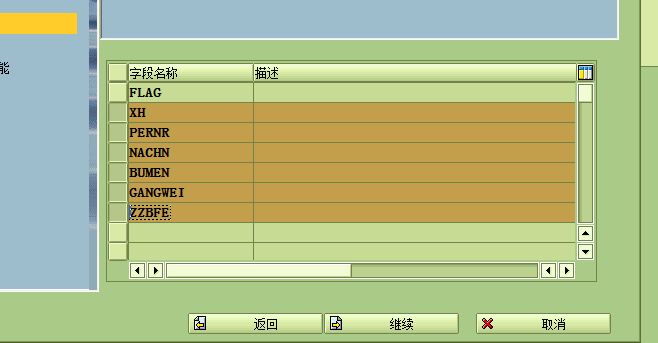 能
字段名称 描述
FLAG
XH
PERNR
NACHN
BUMEN
GANGWEI
ZZBFE
返回 继续 取消